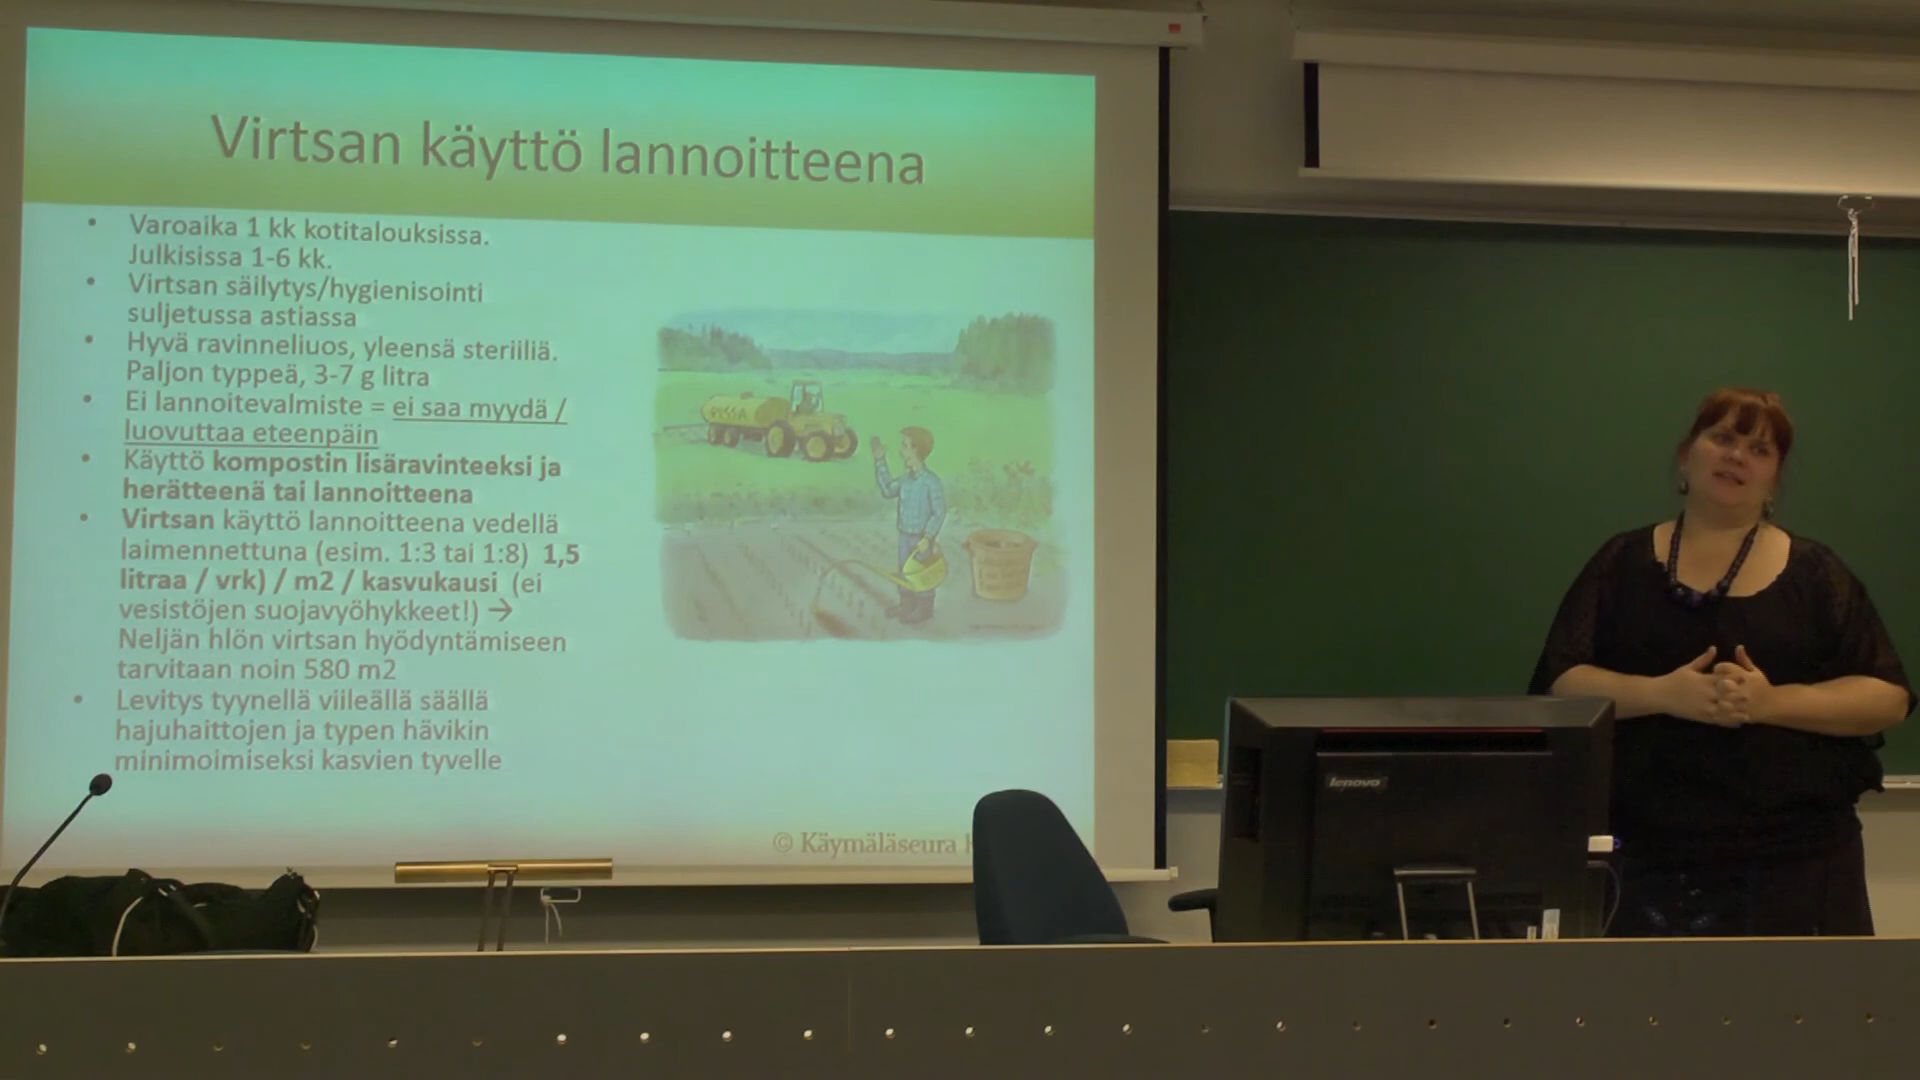 Virtsan käyttö lannoitteena
• Varoaika 1 kk kotitalouksissa.
Julkisissa 1-6 kk.
• Virtsan säilytys/hygienisointi
suljetussa astiassa
• Hyvä ravinneliuos, yleensä steriiliä.
Paljon typpeä, 3-7 g litra
• Ei lannoitevalmiste = ei saa myydä /
luovuttaa eteenpäin
• Käyttö kompostin lisäravinteeksi ja
herätteenä tai lannoitteena
• Virtsan käyttö lannoitteena vedellä
laimennettuna (esim. 1:3 tai 1:8) 1,5
litraa / vrk) / m2 / kasvukausi (ei
vesistöjen suojavyöhykkeet!) →
Neljän hlön virtsan hyödyntämiseen
tarvitaan noin 580 m2
• Levitys tyynellä viileällä säällä
hajuhaittojen ja typen hävikin
minimoimiseksi kasvien tyvelle
PISSA
© Käymäläseura
lenovo